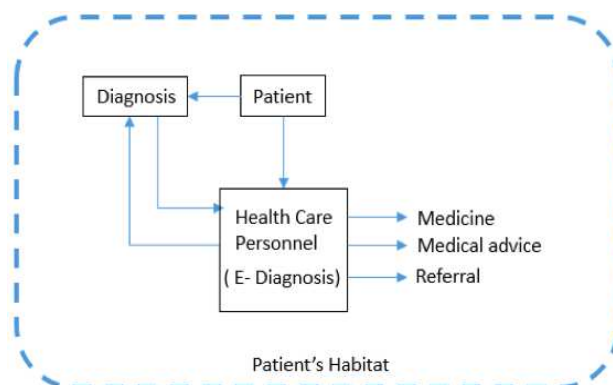 Diagnosis
Patient
Health Care
Personnel
( E- Diagnosis)
Medicine
Medical advice
Referral
Patient’s Habitat